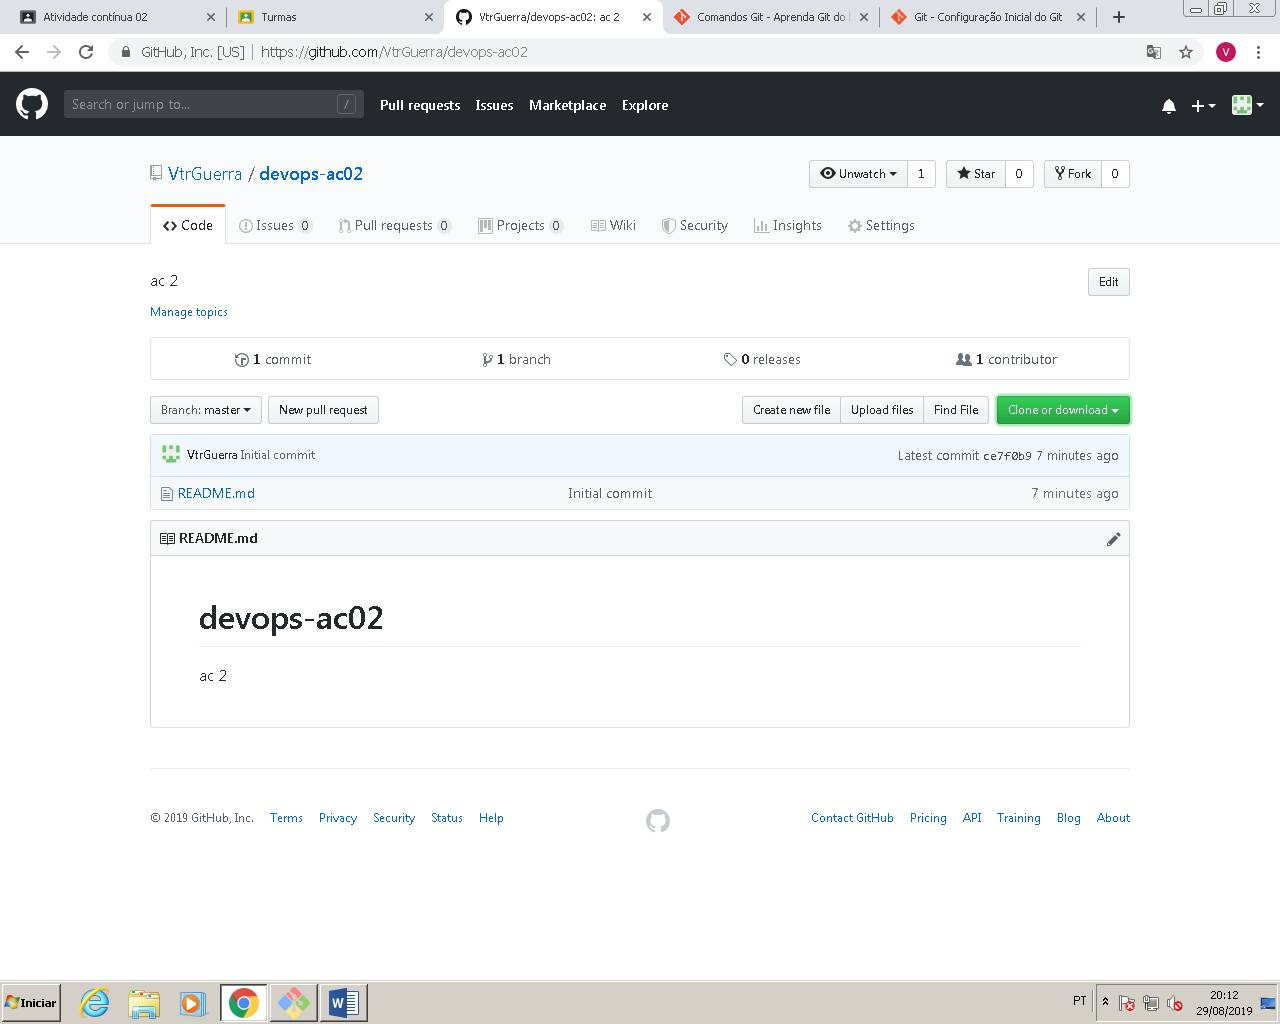 Atividade contínua 02
Turmas
VtrGuerra/devops-ac02: ac 2
Comandos Git - Aprenda Git do
Git - Configuração Inicial do Git
GitHub, Inc. [US] | https://github.com/VtrGuerra/devops-ac02
V
Search or jump to...
/
Pull requests Issues Marketplace Explore
VtrGuerra / devops-ac02
Unwatch 1
Star 0
Fork 0
Code
Issues 0
Pull requests 0
Projects 0
Wiki
Security
Insights
Settings
ac 2
Edit
Manage topics
1 commit
1 branch
0 releases
1 contributor
Branch: master
New pull request
Create new file
Upload files
Find File
Clone or download
VtrGuerra Initial commit
Latest commit ce7f0b9 7 minutes ago
README.md
Initial commit
7 minutes ago
README.md
devops-ac02
ac 2
© 2019 GitHub, Inc. Terms Privacy Security Status Help
Contact GitHub Pricing API Training Blog About
Iniciar
PT
20:12
29/08/2019